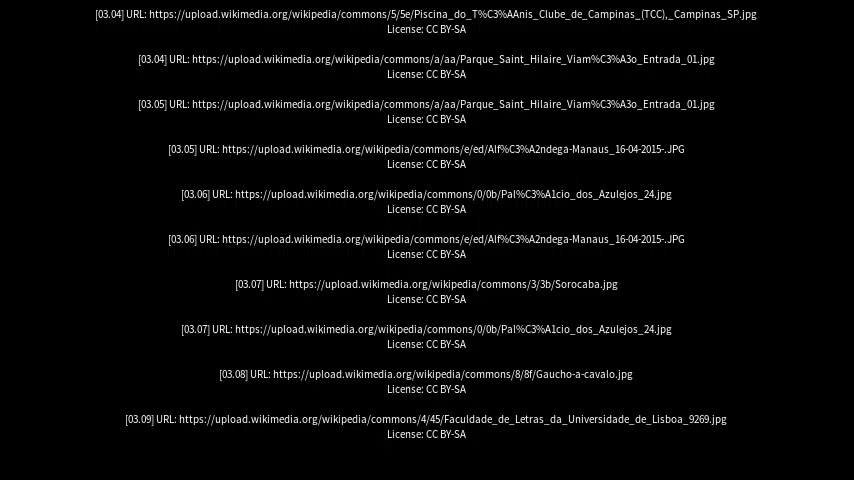 [03.04] URL: https://upload.wikimedia.org/wikipedia/commons/5/5e/Piscina_do_T%C3%AAnis_Clube_de_Campinas_(TCC),_Campinas_SP.jpg
License: CC BY-SA
[03.04] URL: https://upload.wikimedia.org/wikipedia/commons/a/aa/Parque_Saint_Hilaire_Viam%C3%A3o_Entrada_01.jpg
License: CC BY-SA
[03.05] URL: https://upload.wikimedia.org/wikipedia/commons/a/aa/Parque_Saint_Hilaire_Viam%C3%A3o_Entrada_01.jpg
License: CC BY-SA
[03.05] URL: https://upload.wikimedia.org/wikipedia/commons/e/ed/Alf%C3%A2ndega-Manaus_16-04-2015-.JPG
License: CC BY-SA
[03.06] URL: https://upload.wikimedia.org/wikipedia/commons/0/0b/Pal%C3%A1cio_dos_Azulejos_24.jpg
License: CC BY-SA
[03.06] URL: https://upload.wikimedia.org/wikipedia/commons/e/ed/Alf%C3%A2ndega-Manaus_16-04-2015-.JPG
License: CC BY-SA
[03.07] URL: https://upload.wikimedia.org/wikipedia/commons/3/3b/Sorocaba.jpg
License: CC BY-SA
[03.07] URL: https://upload.wikimedia.org/wikipedia/commons/0/0b/Pal%C3%A1cio_dos_Azulejos_24.jpg
License: CC BY-SA
[03.08] URL: https://upload.wikimedia.org/wikipedia/commons/8/8f/Gaucho-a-cavalo.jpg
License: CC BY-SA
[03.09] URL: https://upload.wikimedia.org/wikipedia/commons/4/45/Faculdade_de_Letras_da_Universidade_de_Lisboa_9269.jpg
License: CC BY-SA